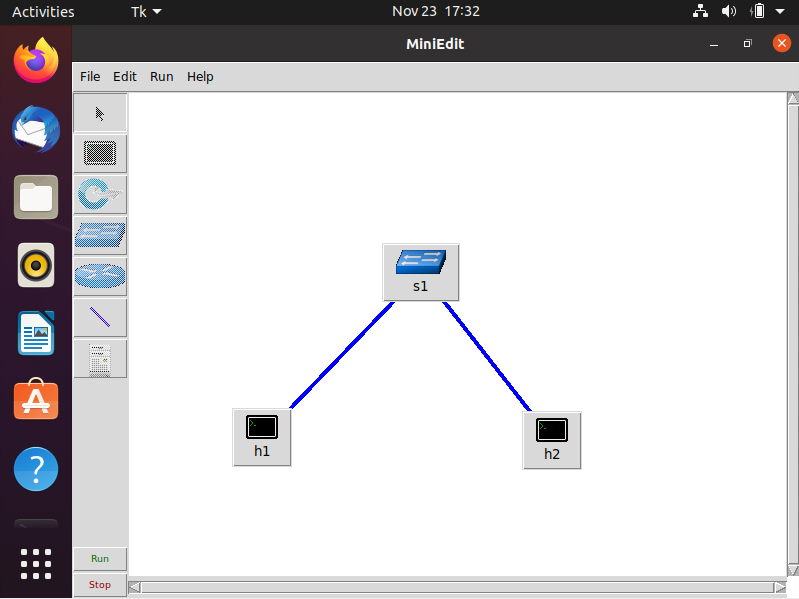 Activities Tk Nov 23 17:32
MiniEdit
File Edit Run Help
s1
h1
h2
Run
Stop